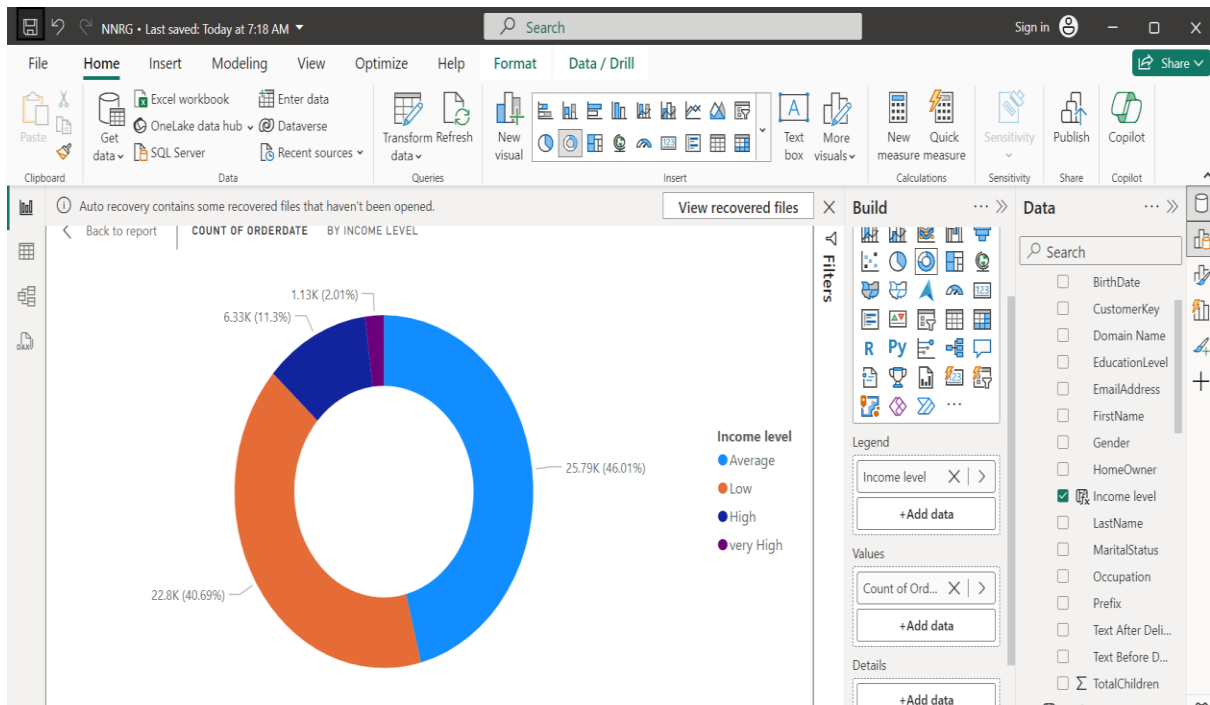 NNRG • Last saved: Today at 7:18 AM
Search
Sign in
File Home Insert Modeling View Optimize Help Format Data / Drill
Share
Paste
Get data
Excel workbook
OneLake data hub
SQL Server
Enter data
Dataverse
Recent sources
Transform data
Refresh
New visual
Text box
More visuals
New measure
Quick measure
Sensitivity
Publish
Copilot
Clipboard Data Queries Insert Calculations Sensitivity Share Copilot
Auto recovery contains some recovered files that haven't been opened.
View recovered files
Back to report
COUNT OF ORDERDATE BY INCOME LEVEL
1.13K (2.01%)
6.33K (11.3%)
25.79K (46.01%)
22.8K (40.69%)
Income level
Average
Low
High
very High
Filters
Build
R Py
Legend
Income level
+Add data
Values
Count of Ord...
+Add data
Details
+Add data
Data
Search
BirthDate
CustomerKey
Domain Name
EducationLevel
EmailAddress
FirstName
Gender
HomeOwner
Income level
LastName
MaritalStatus
Occupation
Prefix
Text After Deli...
Text Before D...
TotalChildren